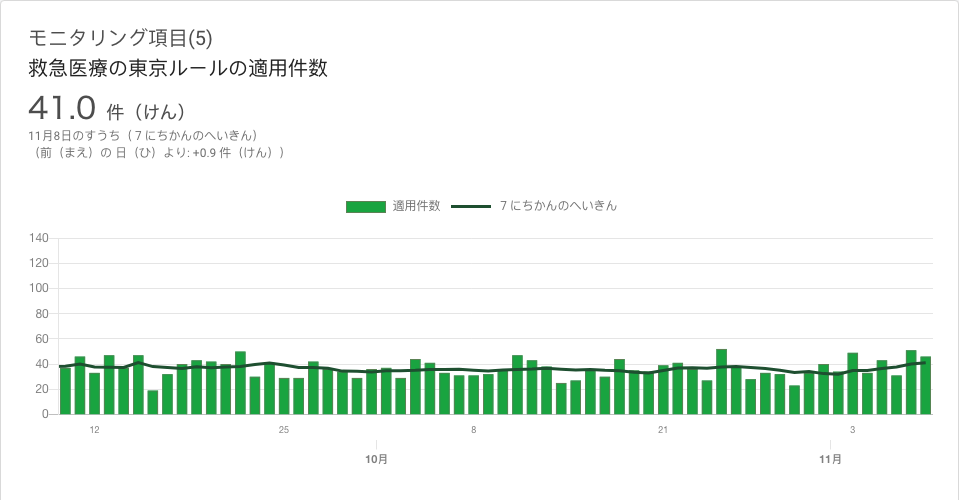 モニタリング項目(5)
救急医療の東京ルールの適用件数
41.0 件（けん）
11月8日のすうち（７にちかんのへいきん）
（前（まえ）の 日（ひ）より: +0.9 件（けん））
適用件数 ７にちかんのへいきん
140
120
100
80
60
40
20
0
12 25 8 21 3
10月 11月